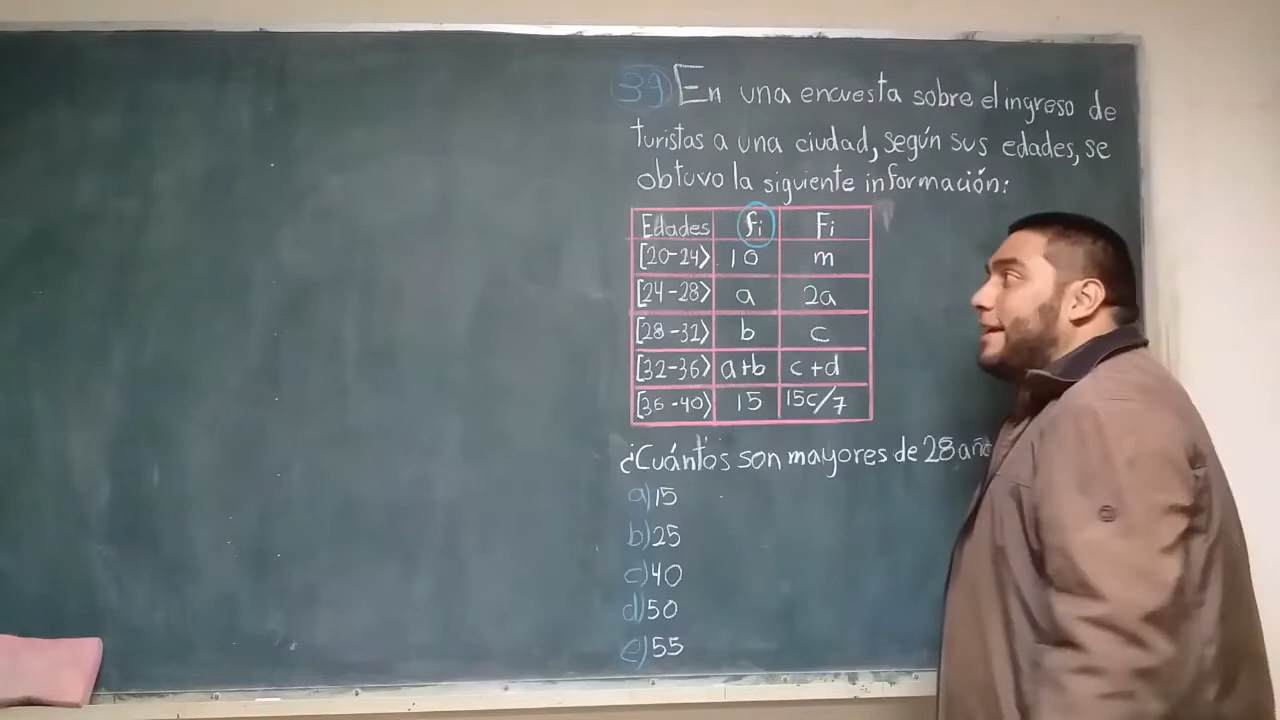 39) En una encuesta sobre el ingreso de
turistas a una ciudad, según sus edades, se
obtuvo la siguiente información:
Edades fi Fi
[20-24⟩ 10 m
[24-28⟩ a 2a
[28-32⟩ b c
[32-36⟩ a+b c+d
[36-40⟩ 15 15c/7
¿Cuántos son mayores de 28
a) 15
b) 25
c) 40
d) 50
e) 55